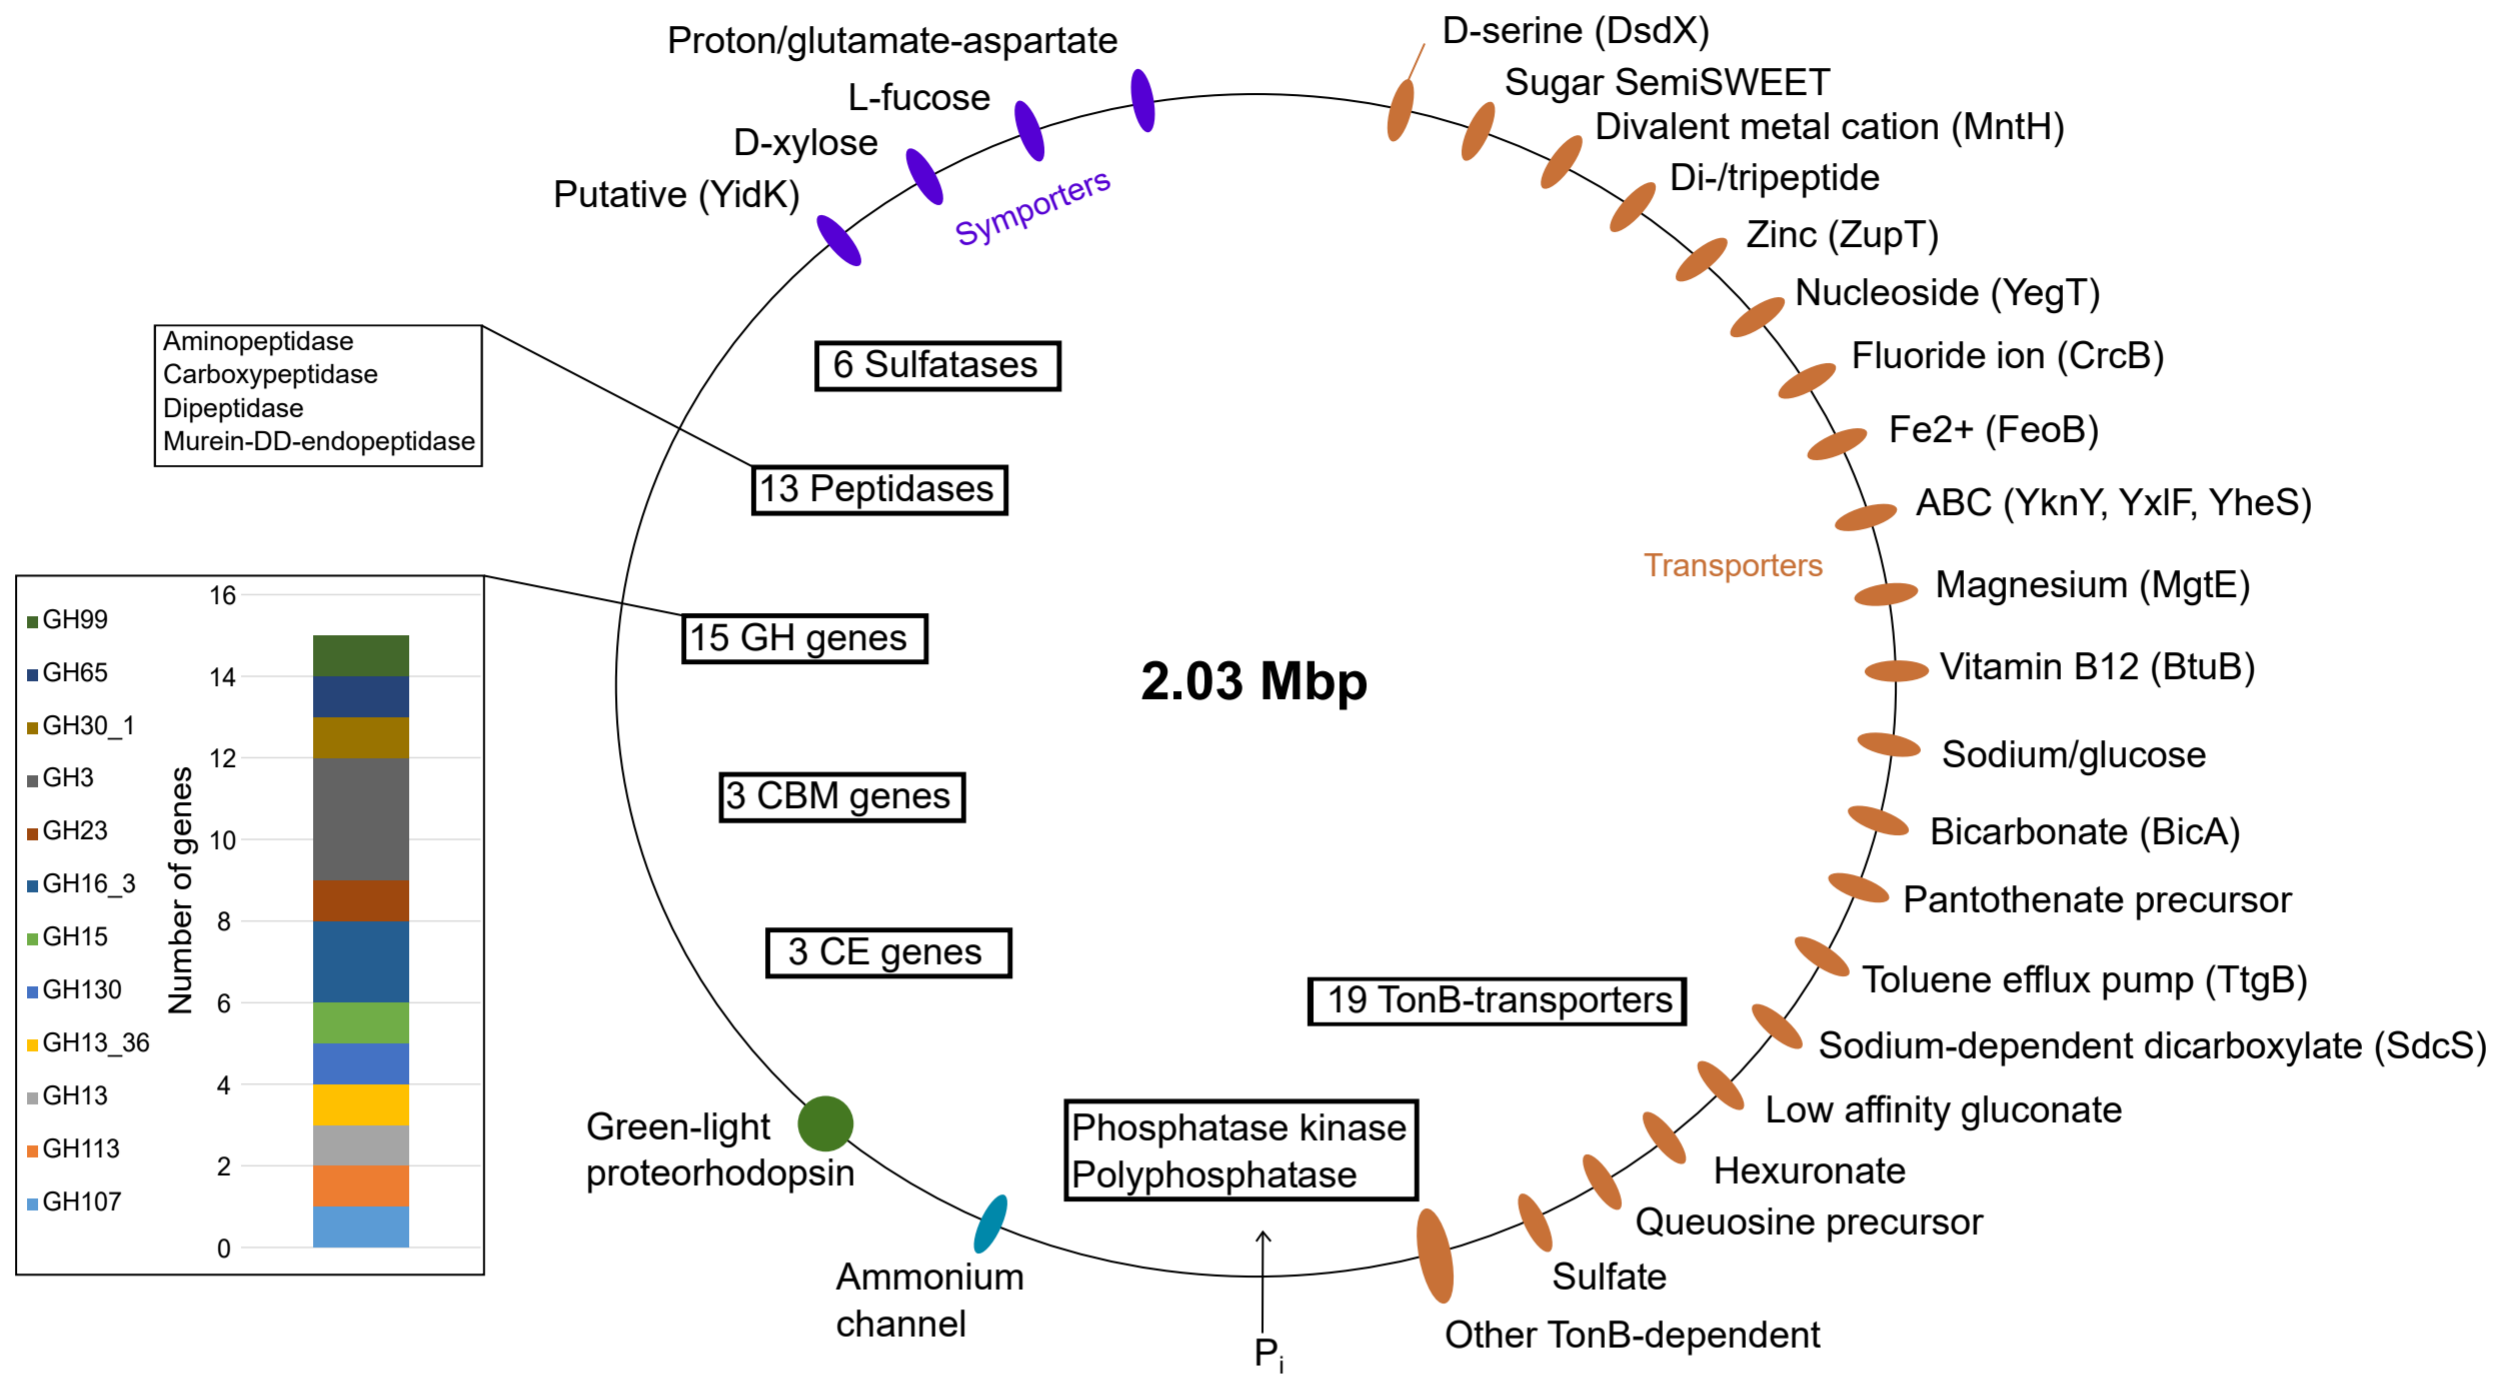 Proton/glutamate-aspartate
L-fucose
D-xylose
Putative (YidK)
Symporters
D-serine (DsdX)
Sugar SemiSWEET
Divalent metal cation (MntH)
Di-/tripeptide
Zinc (ZupT)
Nucleoside (YegT)
Fluoride ion (CrcB)
Fe2+ (FeoB)
ABC (YknY, YxlF, YheS)
Transporters
Magnesium (MgtE)
Vitamin B12 (BtuB)
Sodium/glucose
Bicarbonate (BicA)
Pantothenate precursor
Toluene efflux pump (TtgB)
Sodium-dependent dicarboxylate (SdcS)
Low affinity gluconate
Hexuronate
Queuosine precursor
Sulfate
Other TonB-dependent
Aminopeptidase
Carboxypeptidase
Dipeptidase
Murein-DD-endopeptidase
6 Sulfatases
13 Peptidases
15 GH genes
2.03 Mbp
3 CBM genes
3 CE genes
19 TonB-transporters
Phosphatase kinase
Polyphosphatase
Pi
Green-light
proteorhodopsin
Ammonium
channel
GH99
GH65
GH30_1
GH3
GH23
GH16_3
GH15
GH130
GH13_36
GH13
GH113
GH107
Number of genes
16
14
12
10
8
6
4
2
0